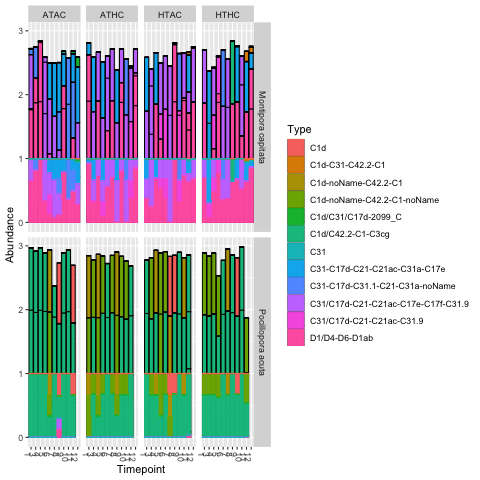 ATAC ATHC HTAC HTHC
3
2
1
0
Montipora capitata
3
2
1
0
Pocillopora acuta
Abundance
Timepoint
Type
C1d
C1d-C31-C42.2-C1
C1d-noName-C42.2-C1
C1d-noName-C42.2-C1-noName
C1d/C31/C17d-2099_C
C1d/C42.2-C1-C3cg
C31
C31-C17d-C21-C21ac-C31a-C17e
C31-C17d-C31.1-C21-C31a-noName
C31/C17d-C21-C21ac-C17e-C17f-C31.9
C31/C17d-C21-C21ac-C31.9
D1/D4-D6-D1ab